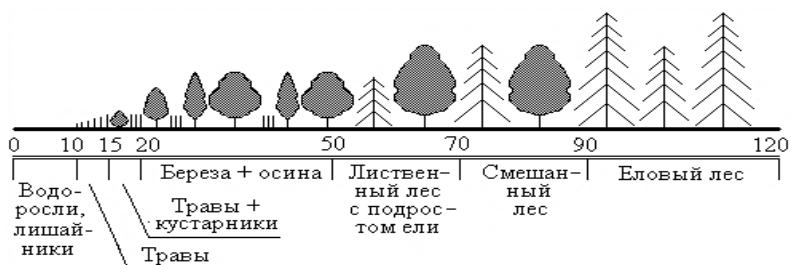 0 10 15 20 50 70 90 120
Водо-
росли,
лишай-
ники
Травы
Травы +
кустарники
Береза + осина
Листвен-
ный лес
с подрос-
том ели
Смешан-
ный
лес
Еловый лес